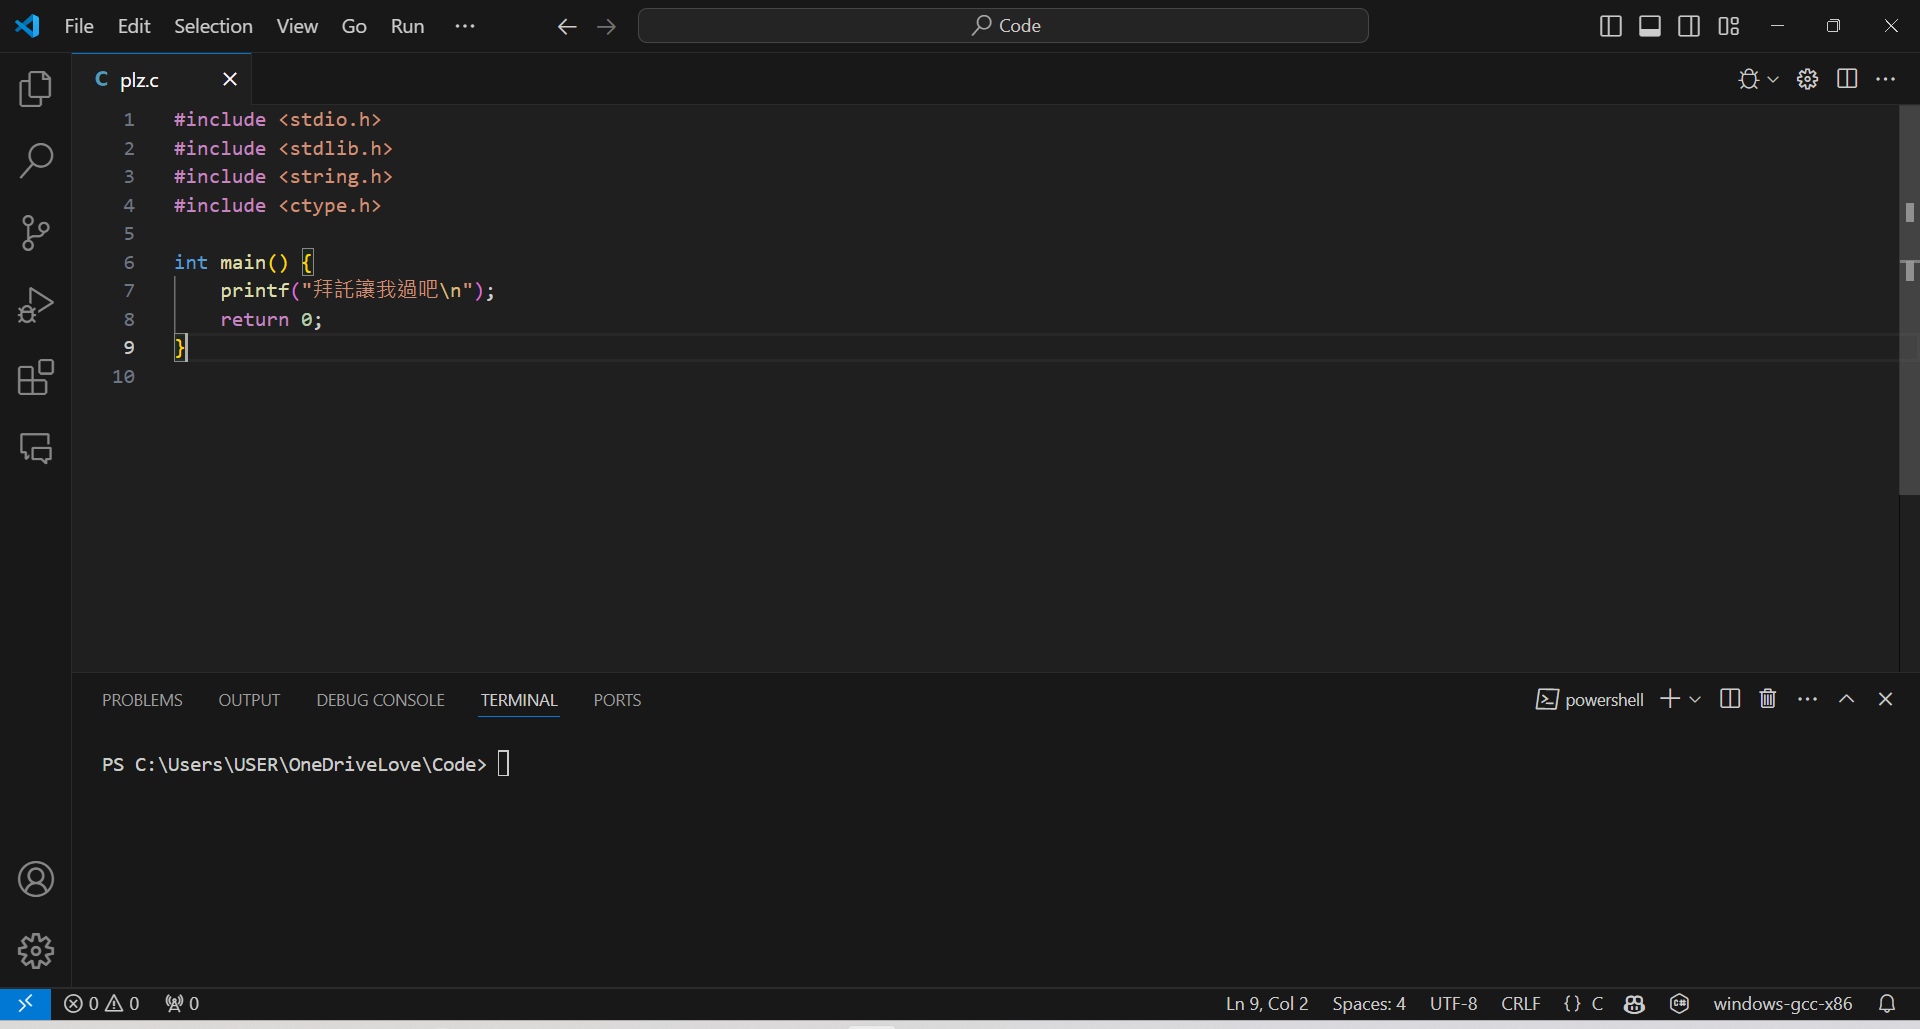 File Edit Selection View Go Run ··· Code
C plz.c
1 #include <stdio.h>
2 #include <stdlib.h>
3 #include <string.h>
4 #include <ctype.h>
5
6 int main() {
7     printf("拜託讓我過吧\n");
8     return 0;
9 }
10
PROBLEMS OUTPUT DEBUG CONSOLE TERMINAL PORTS powershell
PS C:\Users\USER\OneDriveLove\Code>
0 0 0 Ln 9, Col 2 Spaces: 4 UTF-8 CRLF {} C C# windows-gcc-x86